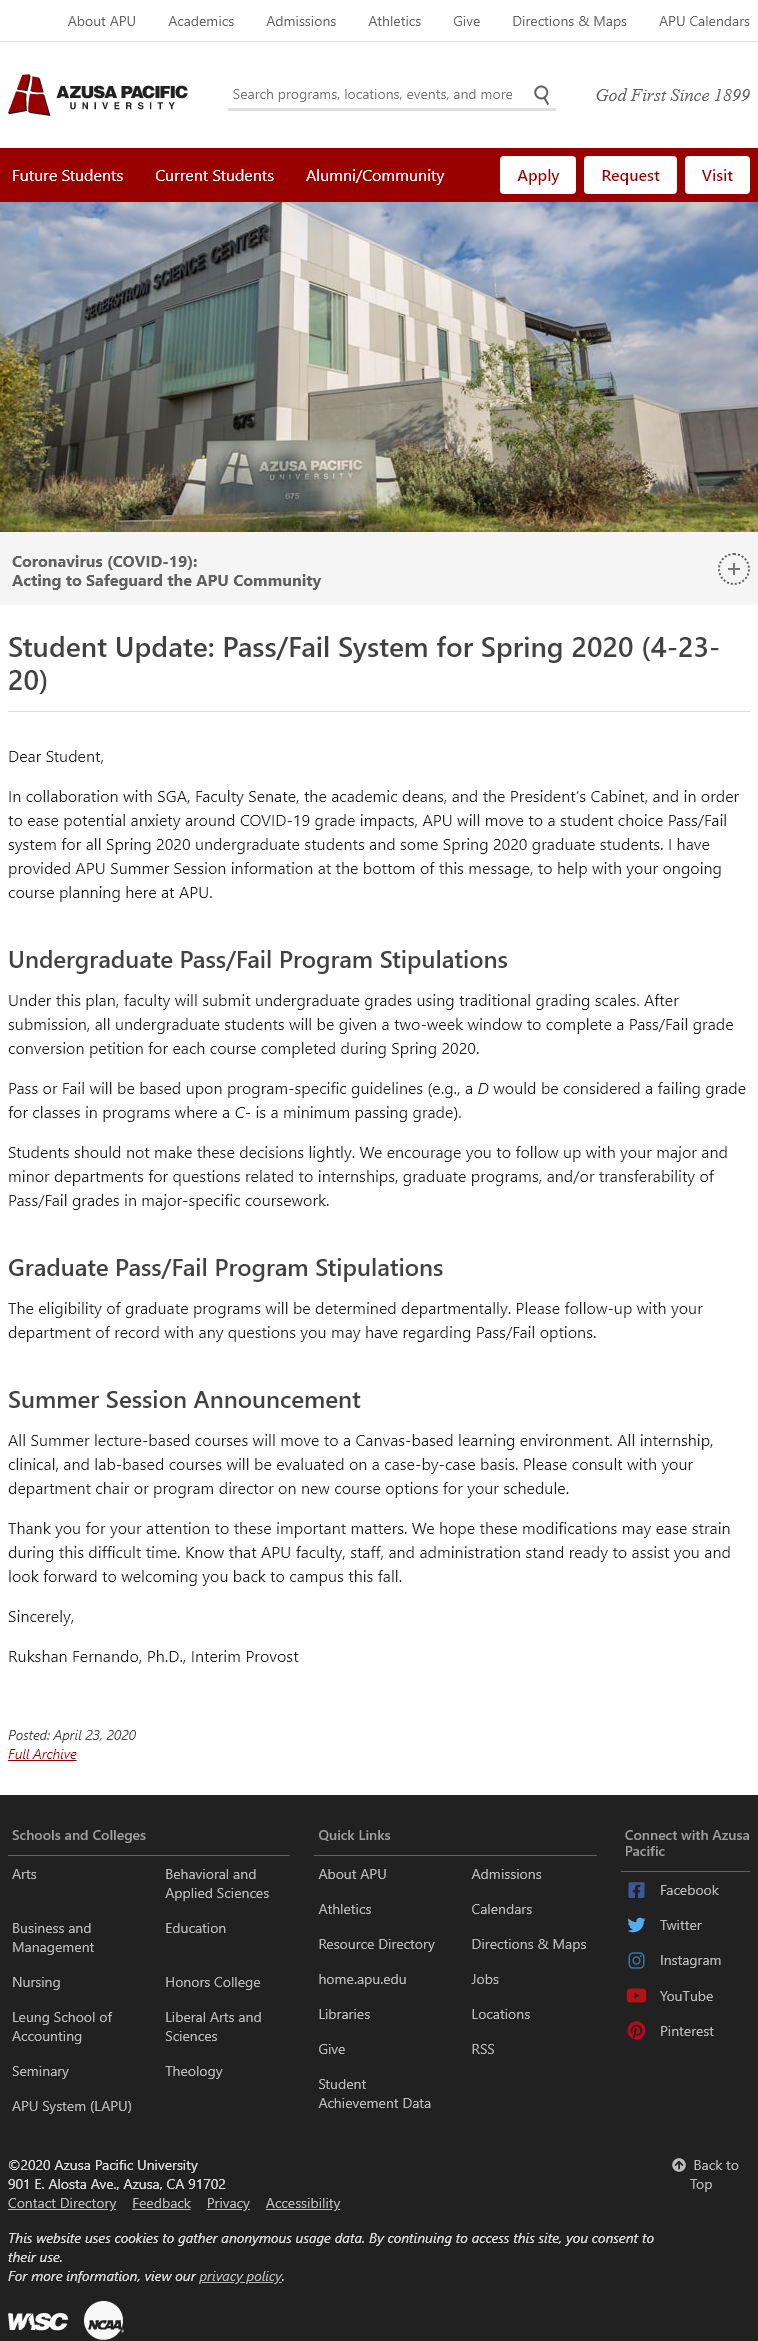 About APU Academics Admissions Athletics Give Directions & Maps APU Calendars
AZUSA PACIFIC
UNIVERSITY
Search programs, locations, events, and more
God First Since 1899
Future Students Current Students Alumni/Community Apply Request Visit
SEGERSTROM SCIENCE CENTER
675
AZUSA PACIFIC
UNIVERSITY
675
Coronavirus (COVID-19):
Acting to Safeguard the APU Community
Student Update: Pass/Fail System for Spring 2020 (4-23-
20)
Dear Student,
In collaboration with SGA, Faculty Senate, the academic deans, and the President’s Cabinet, and in order
to ease potential anxiety around COVID-19 grade impacts, APU will move to a student choice Pass/Fail
system for all Spring 2020 undergraduate students and some Spring 2020 graduate students. I have
provided APU Summer Session information at the bottom of this message, to help with your ongoing
course planning here at APU.
Undergraduate Pass/Fail Program Stipulations
Under this plan, faculty will submit undergraduate grades using traditional grading scales. After
submission, all undergraduate students will be given a two-week window to complete a Pass/Fail grade
conversion petition for each course completed during Spring 2020.
Pass or Fail will be based upon program-specific guidelines (e.g., a D would be considered a failing grade
for classes in programs where a C- is a minimum passing grade).
Students should not make these decisions lightly. We encourage you to follow up with your major and
minor departments for questions related to internships, graduate programs, and/or transferability of
Pass/Fail grades in major-specific coursework.
Graduate Pass/Fail Program Stipulations
The eligibility of graduate programs will be determined departmentally. Please follow-up with your
department of record with any questions you may have regarding Pass/Fail options.
Summer Session Announcement
All Summer lecture-based courses will move to a Canvas-based learning environment. All internship,
clinical, and lab-based courses will be evaluated on a case-by-case basis. Please consult with your
department chair or program director on new course options for your schedule.
Thank you for your attention to these important matters. We hope these modifications may ease strain
during this difficult time. Know that APU faculty, staff, and administration stand ready to assist you and
look forward to welcoming you back to campus this fall.
Sincerely,
Rukshan Fernando, Ph.D., Interim Provost
Posted: April 23, 2020
Full Archive
Schools and Colleges
Arts
Behavioral and
Applied Sciences
Business and
Management
Education
Nursing
Honors College
Leung School of
Accounting
Liberal Arts and
Sciences
Seminary
Theology
APU System (LAPU)
Quick Links
About APU
Admissions
Athletics
Calendars
Resource Directory
Directions & Maps
home.apu.edu
Jobs
Libraries
Locations
Give
RSS
Student
Achievement Data
Connect with Azusa
Pacific
Facebook
Twitter
Instagram
YouTube
Pinterest
©2020 Azusa Pacific University
901 E. Alosta Ave., Azusa, CA 91702
Contact Directory Feedback Privacy Accessibility
Back to
Top
This website uses cookies to gather anonymous usage data. By continuing to access this site, you consent to
their use.
For more information, view our privacy policy.
WSC NCAA